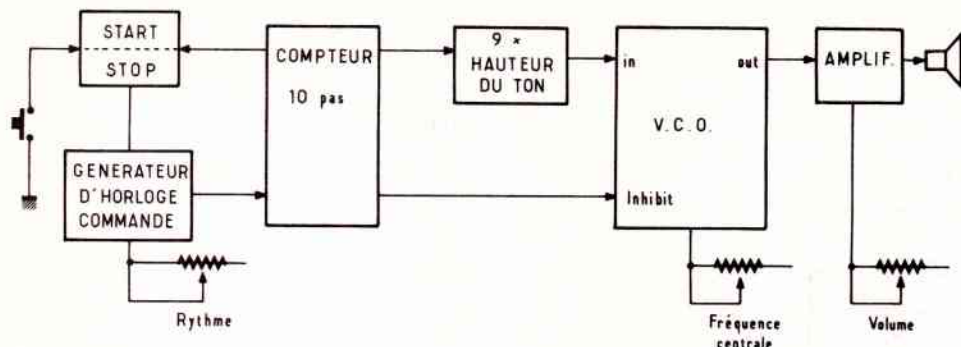 START
STOP
GÉNÉRATEUR
D'HORLOGE
COMMANDE
Rythme
COMPTEUR
10 pas
9 x
HAUTEUR
DU TON
in
out
V.C.O.
Inhibit
Fréquence
centrale
AMPLIF.
Volume